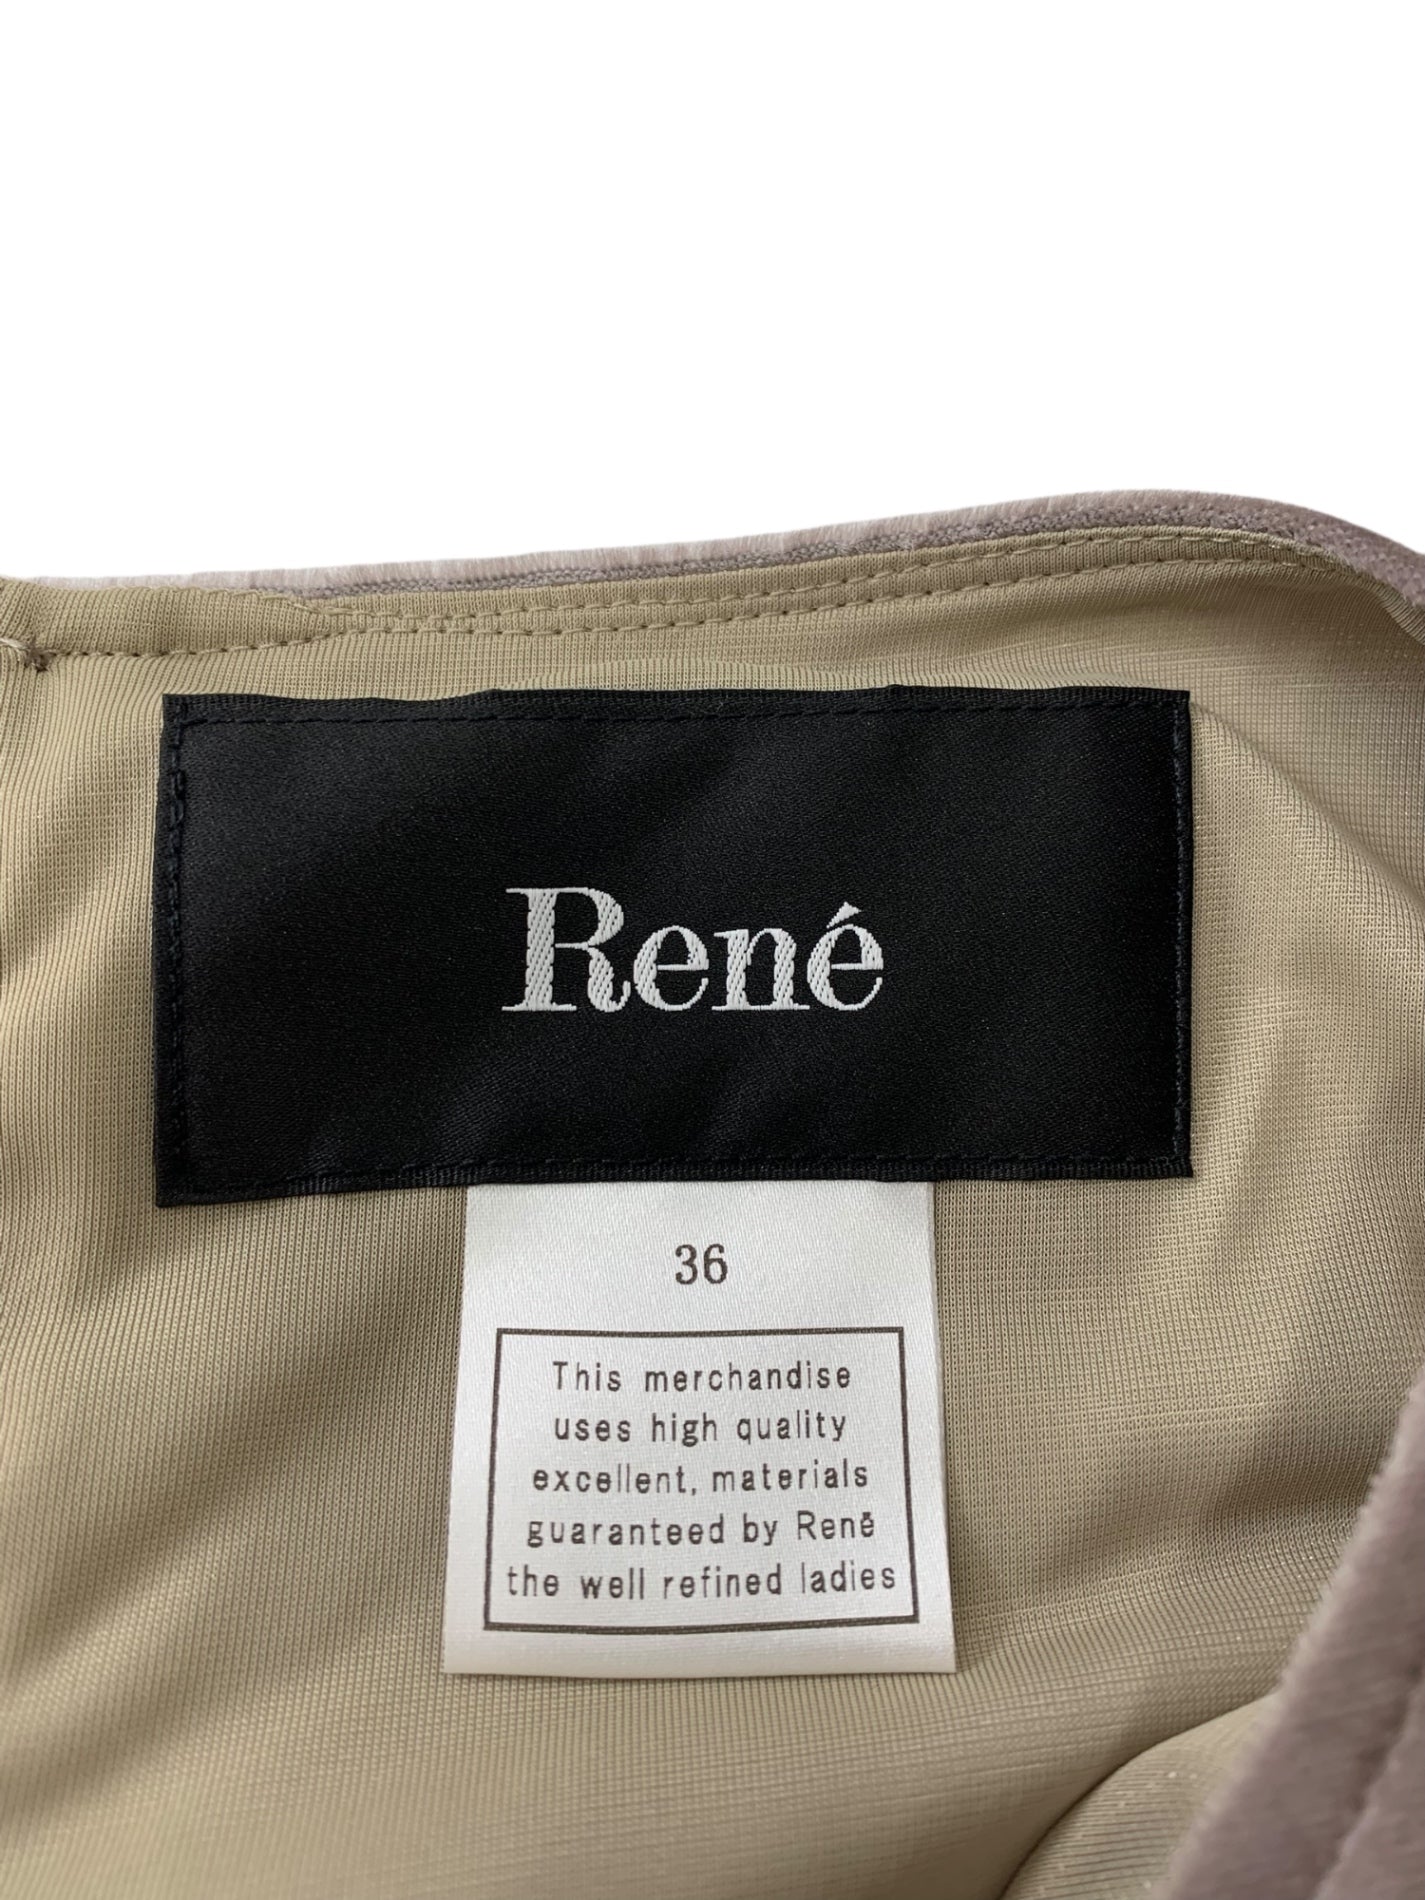 René
36
This merchandise
uses high quality
excellent, materials
guaranteed by René
the well refined ladies